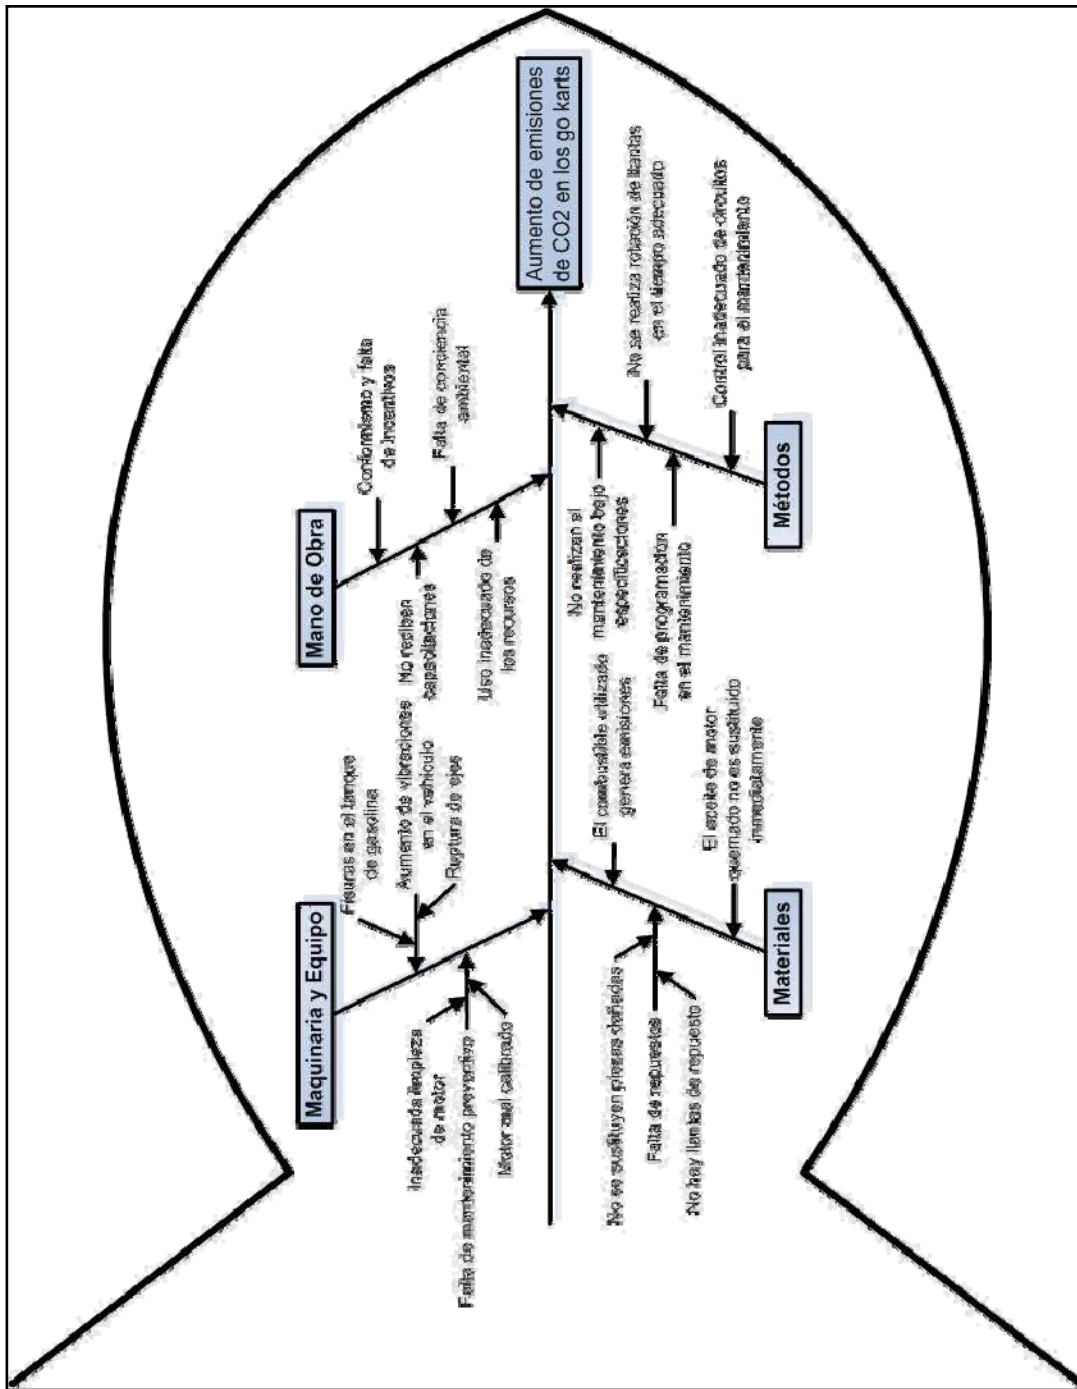 Maquinaria y Equipo
Fisuras en el tanque
de gasolina
Aumento de vibraciones
en el vehículo
Ruptura de ejes
Inadecuada limpieza
de motor
Falta de mantenimiento preventivo
Motor mal calibrado
Mano de Obra
Conformismo y falta
de incentivos
Falta de conciencia
ambiental
No reciben
capacitaciones
Uso inadecuado de
los recursos
Aumento de emisiones
de CO2 en los go karts
El combustible utilizado
genera emisiones
No se sustituyen piezas dañadas
Falta de repuestos
No hay llantas de repuesto
El aceite de motor
quemado no es sustituido
inmediatamente
Materiales
No realizan el
mantenimiento bajo
especificaciones
No se realiza rotación de llantas
en el tiempo adecuado
Falta de programación
en el mantenimiento
Control inadecuado de circuitos
para el mantenimiento
Métodos